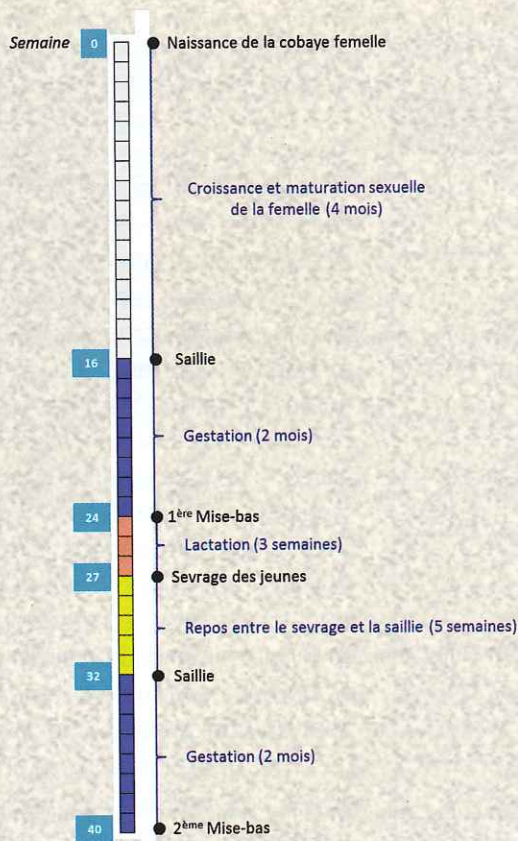 Semaine 0 Naissance de la cobaye femelle
Croissance et maturation sexuelle
de la femelle (4 mois)
16 Saillie
Gestation (2 mois)
24 1ère Mise-bas
Lactation (3 semaines)
27 Sevrage des jeunes
Repos entre le sevrage et la saillie (5 semaines)
32 Saillie
Gestation (2 mois)
40 2ème Mise-bas